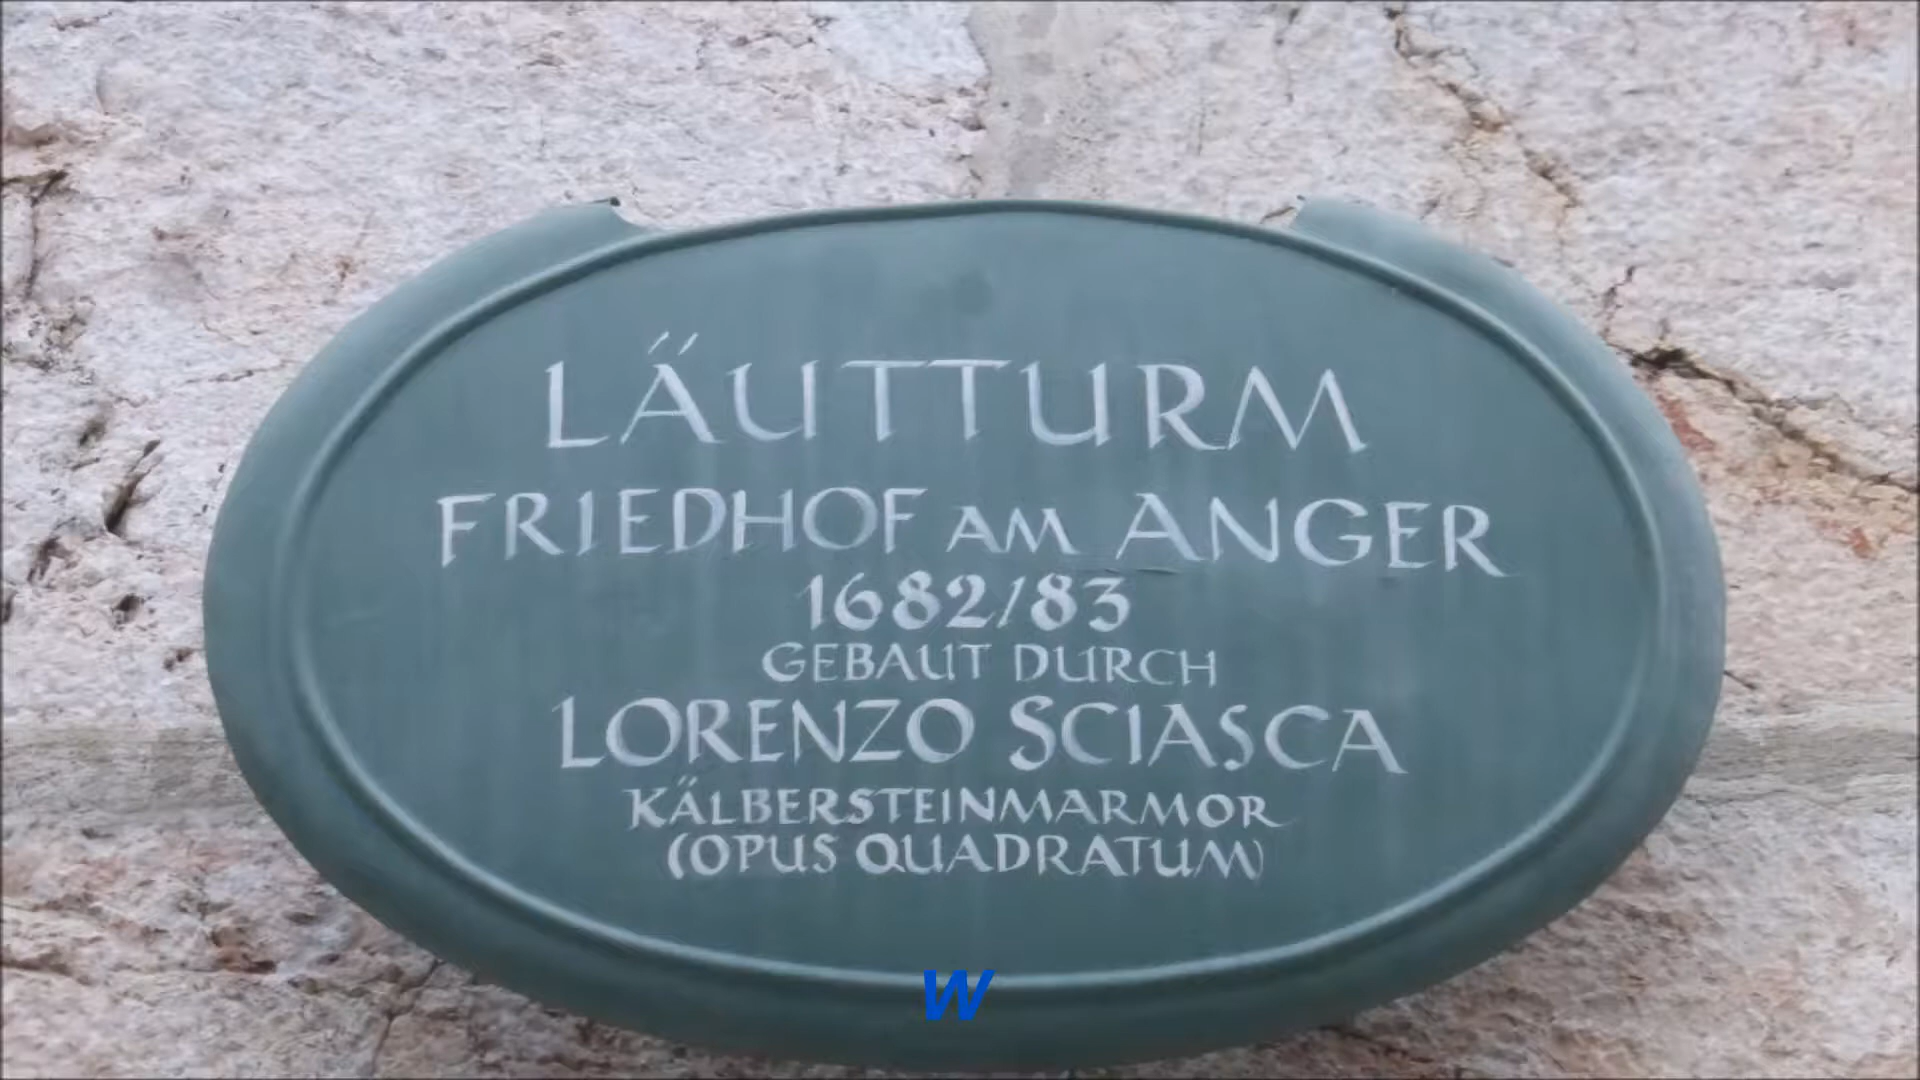 LÄUTTURM
FRIEDHOF AM ANGER
1682/83
GEBAUT DURCH
LORENZO SCIASCA
KÄLBERSTEINMARMOR
(OPUS QUADRATUM)
W